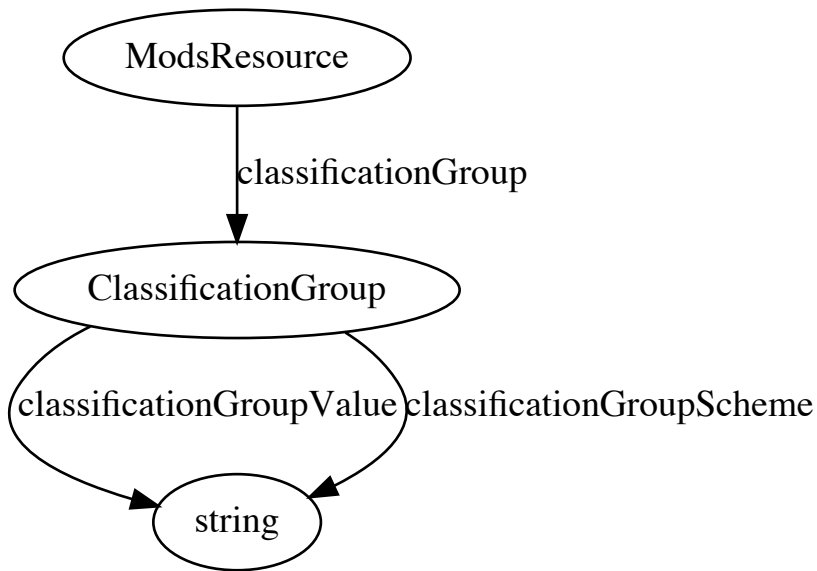 ModsResource
classificationGroup
ClassificationGroup
classificationGroupValue
classificationGroupScheme
string